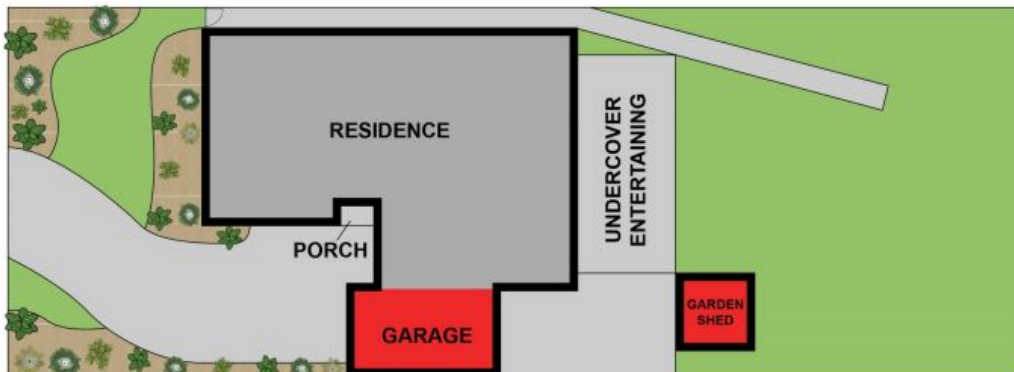 RESIDENCE
UNDERCOVER
ENTERTAINING
PORCH
GARAGE
GARDEN
SHED